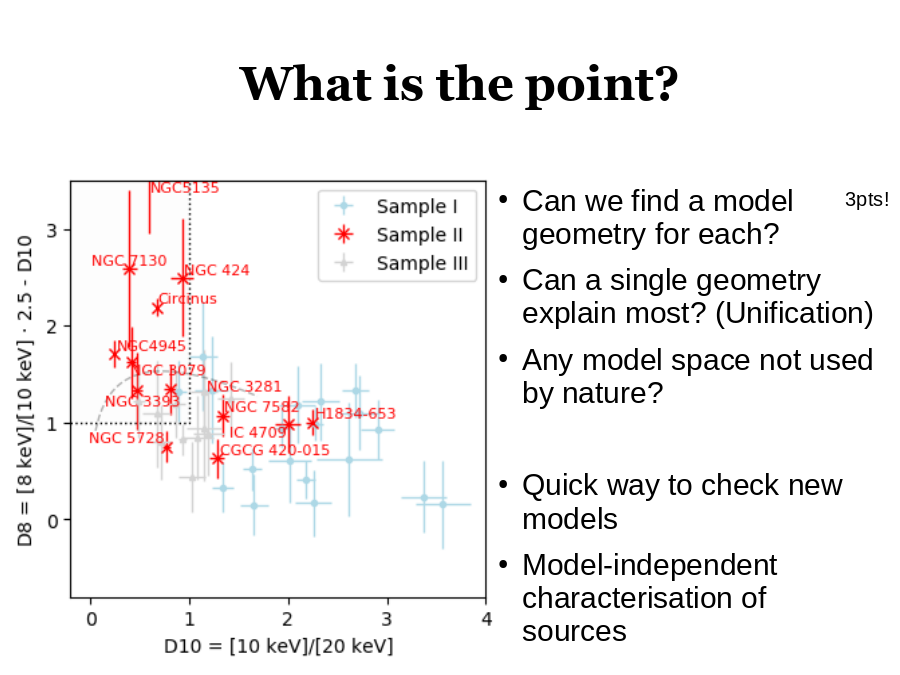 What is the point?
NGC5135
NGC 7130
NGC 424
Circinus
NGC4945
NGC 3079
NGC 3393
NGC 3281
NGC 7582
H1834-653
NGC 5728
IC 4709
CGCG 420-015
Sample I
Sample II
Sample III
3
2
1
0
D8 = [8 keV]/[10 keV] · 2.5 - D10
0 1 2 3 4
D10 = [10 keV]/[20 keV]
• Can we find a model
geometry for each?
3pts!
• Can a single geometry
explain most? (Unification)
• Any model space not used
by nature?
• Quick way to check new
models
• Model-independent
characterisation of
sources